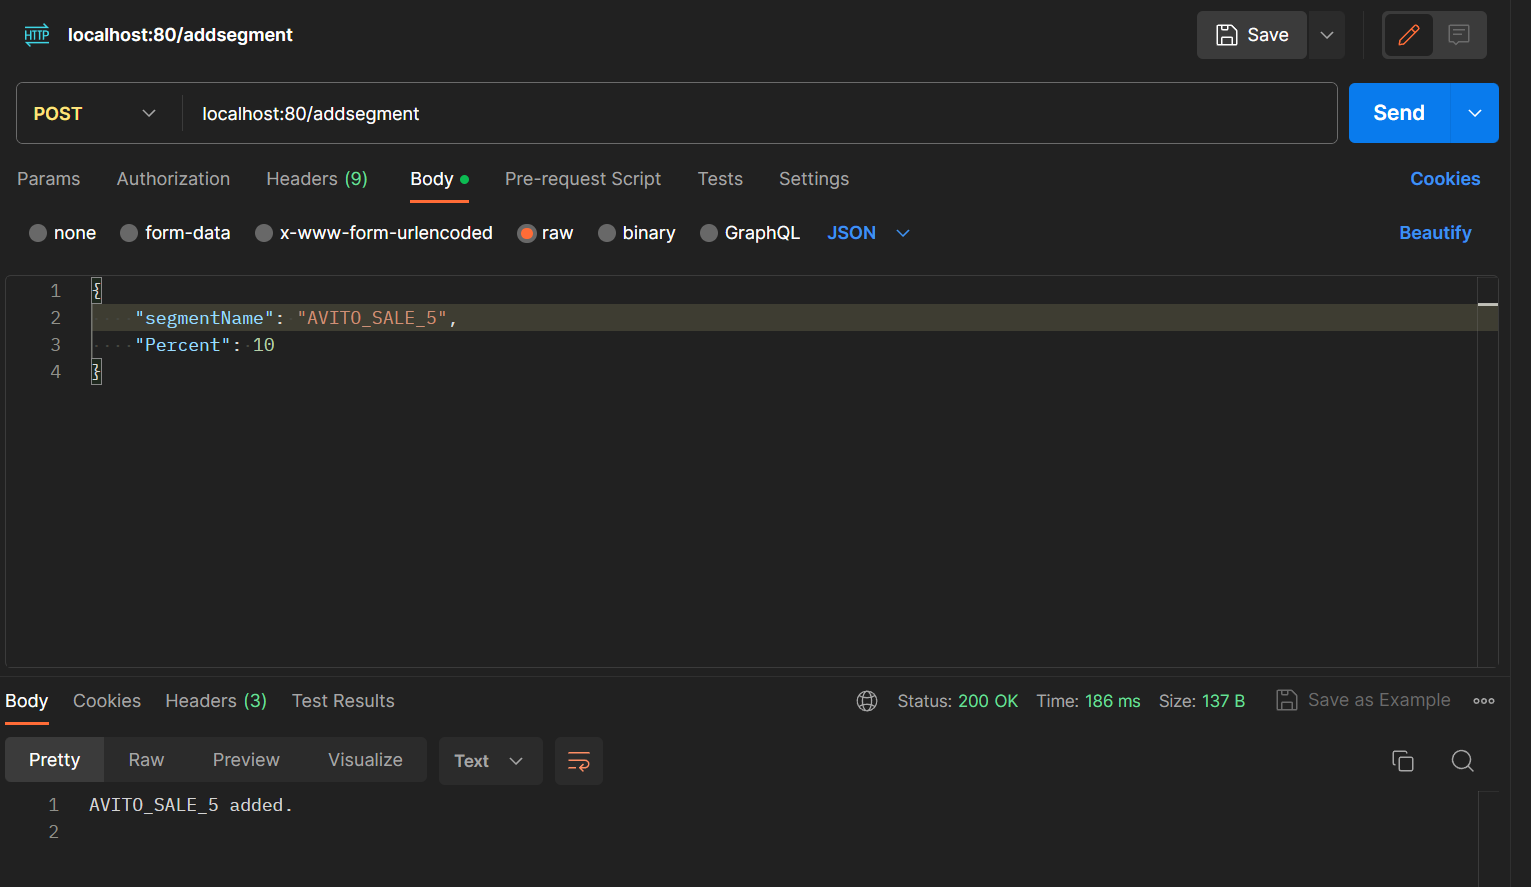 HTTP localhost:80/addsegment Save
POST localhost:80/addsegment Send
Params Authorization Headers (9) Body Pre-request Script Tests Settings Cookies
none form-data x-www-form-urlencoded raw binary GraphQL JSON Beautify
1 {
2 "segmentName": "AVITO_SALE_5",
3 "Percent": 10
4 }
Body Cookies Headers (3) Test Results Status: 200 OK Time: 186 ms Size: 137 B Save as Example
Pretty Raw Preview Visualize Text
1 AVITO_SALE_5 added.
2